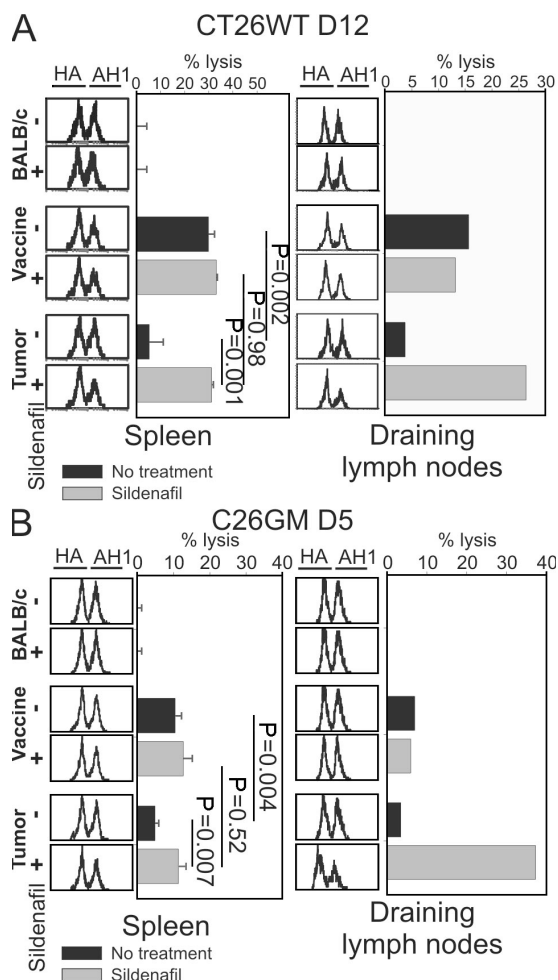 A
CT26WT D12
HA AH1
% lysis
0 10 20 30 40 50
HA AH1
% lysis
0 5 10 15 20 25 30
BALB/c
- +
Vaccine
- +
Tumor
- +
Sildenafil
P=0.002
P=0.98
P=0.001
Spleen
Draining
lymph nodes
No treatment
Sildenafil
B
C26GM D5
HA AH1
% lysis
0 10 20 30 40
HA AH1
% lysis
0 10 20 30 40
BALB/c
- +
Vaccine
- +
Tumor
- +
Sildenafil
P=0.004
P=0.52
P=0.007
Spleen
Draining
lymph nodes
No treatment
Sildenafil